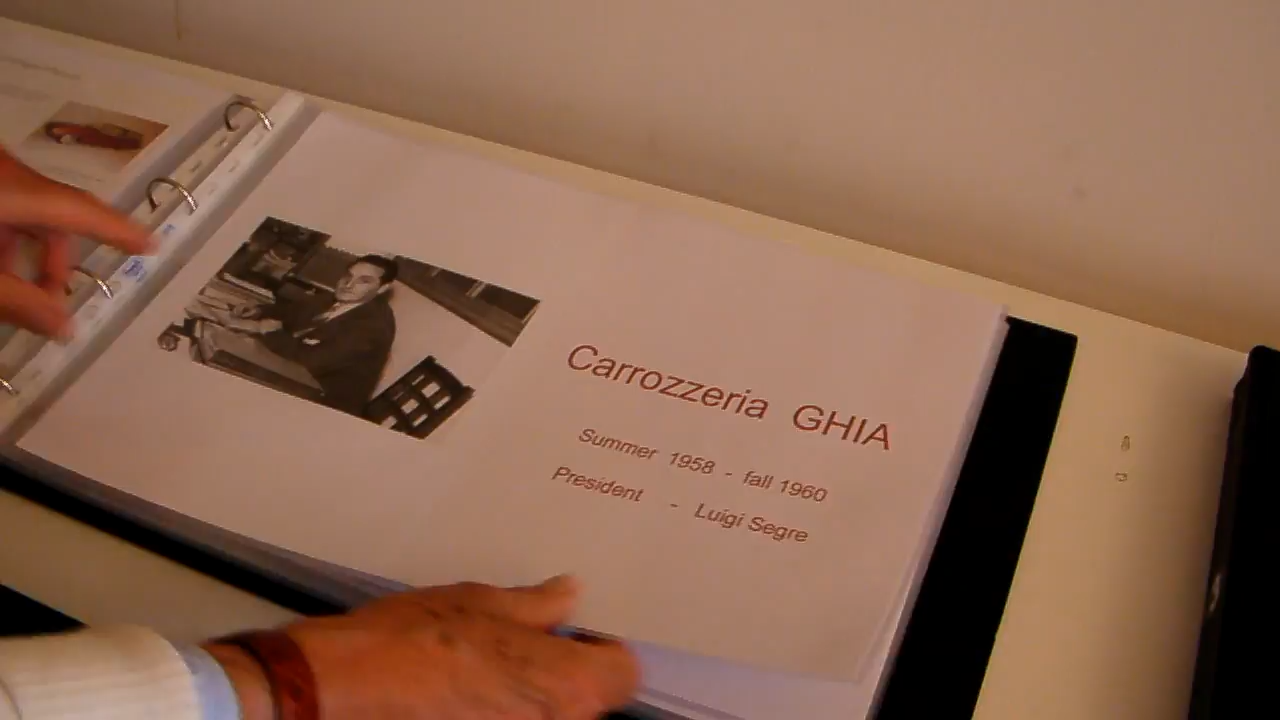 Carrozzeria GHIA
Summer 1958 - fall 1960
President - Luigi Segre